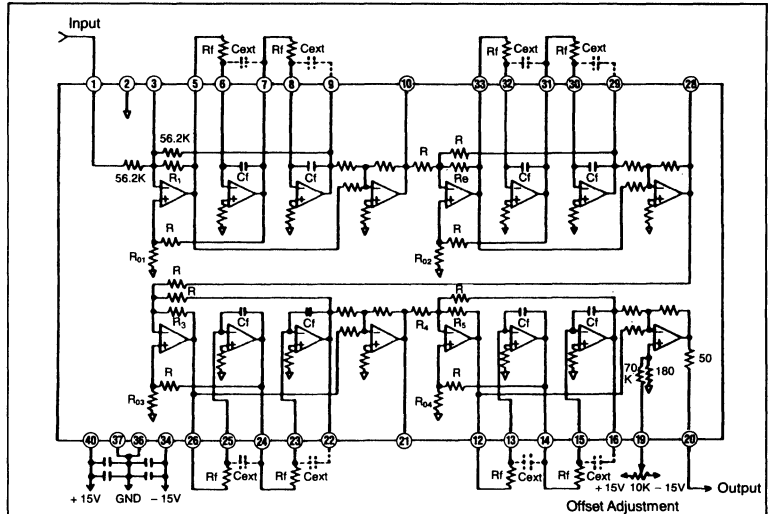 Input
Rf Cext Rf Cext Rf Cext Rf Cext
1 2 3 5 6 7 8 9 10 33 32 31 30 29 28
56.2K
56.2K R1 Cf Cf R R Re Cf Cf
R R
R01 R02
R
R
R3 Cf Cf R4 R R5 Cf Cf
70K 180 50
R R
R03 R04
40 37 36 34 26 25 24 23 22 21 12 13 14 15 16 19 20
Rf Cext Rf Cext Rf Cext Rf Cext
+ 15V GND − 15V +15V 10K − 15V Output
Offset Adjustment